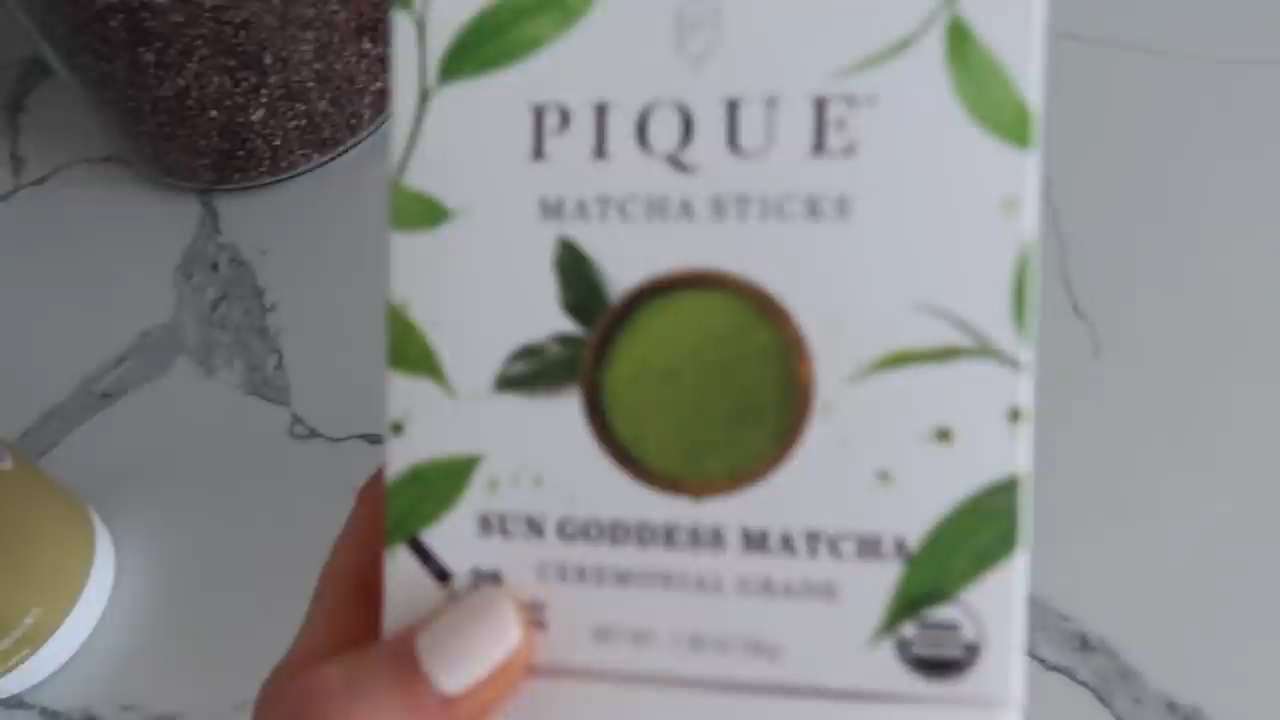 PIQUE
MATCHA STICKS
SUN GODDESS MATCHA
CEREMONIAL GRADE